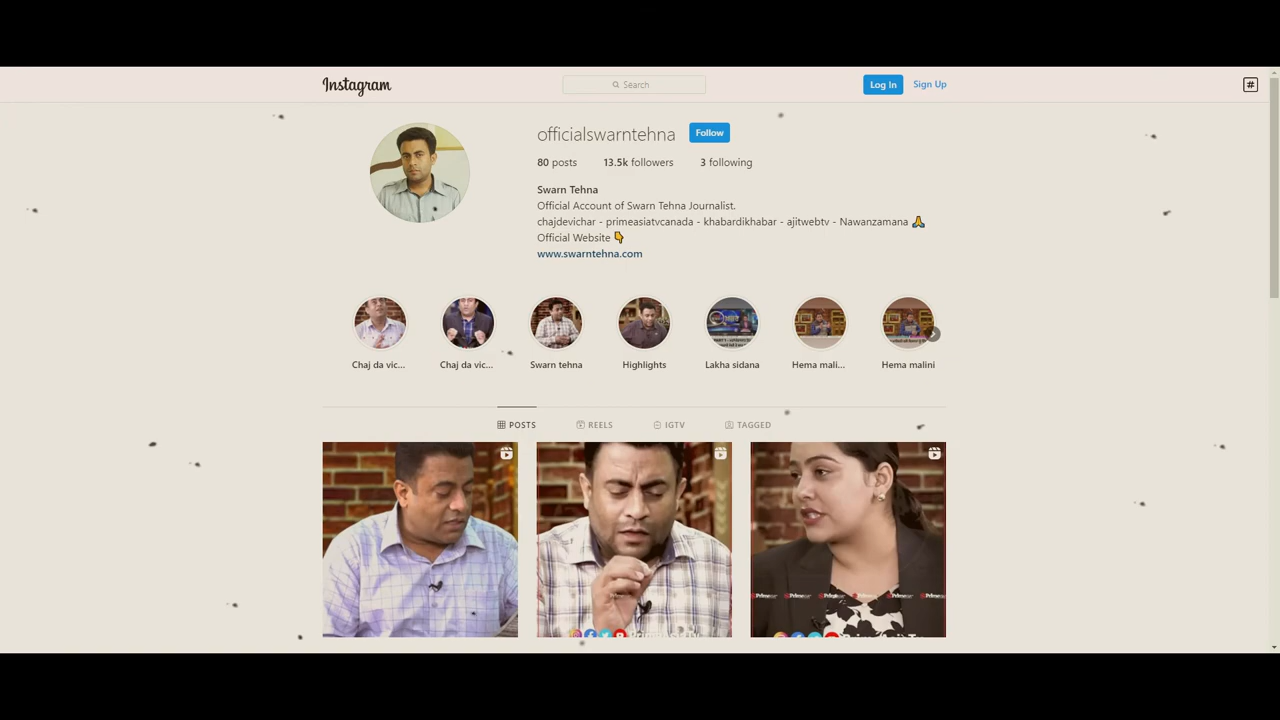 Instagram
Search
Log In
Sign Up
officialswarntehna
Follow
80 posts
13.5k followers
3 following
Swarn Tehna
Official Account of Swarn Tehna Journalist.
chajdevichar - primeasiatvcanada - khabardikhabar - ajitwebtv - Nawanzamana 🙏
Official Website 👇
www.swarntehna.com
Chaj da vic...
Chaj da vic...
Swarn tehna
Highlights
Lakha sidana
Hema mali...
Hema malini
POSTS
REELS
IGTV
TAGGED